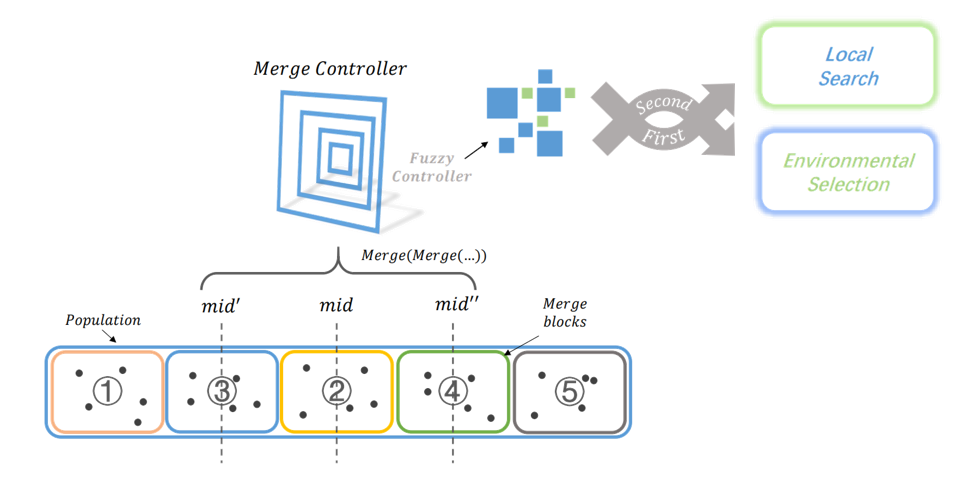 Local
Search
Merge Controller
Second
First
Fuzzy
Controller
Environmental
Selection
Merge(Merge(...))
mid′
mid
mid′′
Merge
blocks
Population
1
3
2
4
5